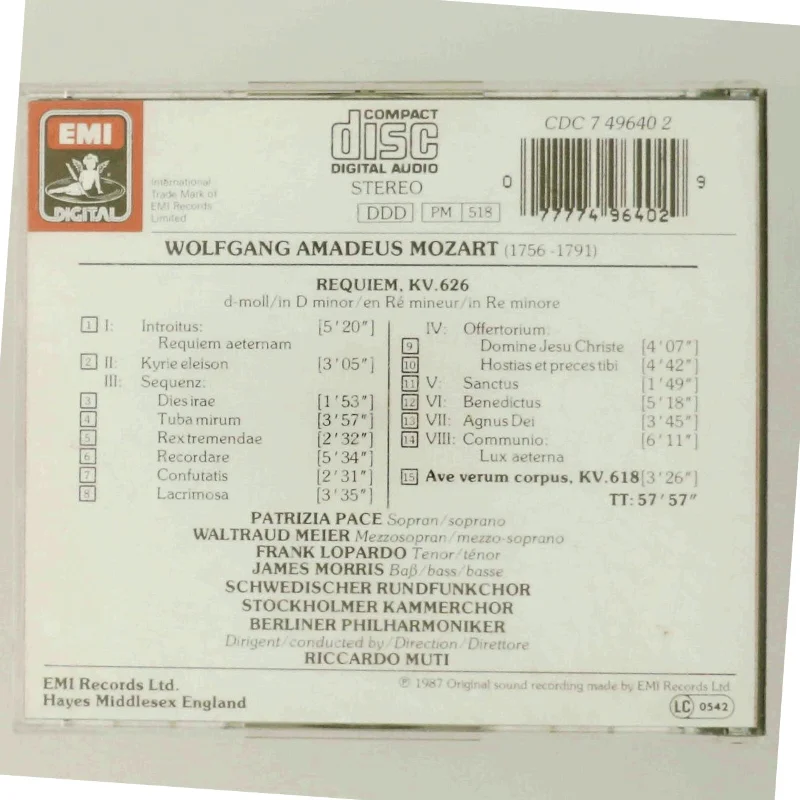 EMI
DIGITAL
International
Trade Mark of
EMI Records
Limited
COMPACT
disc
DIGITAL AUDIO
STEREO
DDD PM 518
CDC 7 49640 2
0 77774 96402 9
WOLFGANG AMADEUS MOZART (1756-1791)
REQUIEM, KV.626
d-moll/in D minor/en Ré mineur/in Re minore
1 I: Introitus: [5'20"]
Requiem aeternam
2 II: Kyrie eleison [3'05"]
III: Sequenz:
3 Dies irae [1'53"]
4 Tuba mirum [3'57"]
5 Rex tremendae [2'32"]
6 Recordare [5'34"]
7 Confutatis [2'31"]
8 Lacrimosa [3'35"]
IV: Offertorium:
9 Domine Jesu Christe [4'07"]
10 Hostias et preces tibi [4'42"]
11 V: Sanctus [1'49"]
12 VI: Benedictus [5'18"]
13 VII: Agnus Dei [3'45"]
14 VIII: Communio: [6'11"]
Lux aeterna
15 Ave verum corpus, KV.618 [3'26"]
TT: 57'57"
PATRIZIA PACE Sopran/soprano
WALTRAUD MEIER Mezzosopran/mezzo-soprano
FRANK LOPARDO Tenor/ténor
JAMES MORRIS Baß/bass/basse
SCHWEDISCHER RUNDFUNKCHOR
STOCKHOLMER KAMMERCHOR
BERLINER PHILHARMONIKER
Dirigent/conducted by/Direction/Direttore
RICCARDO MUTI
EMI Records Ltd.
Hayes Middlesex England
℗ 1987 Original sound recording made by EMI Records Ltd.
LC 0542